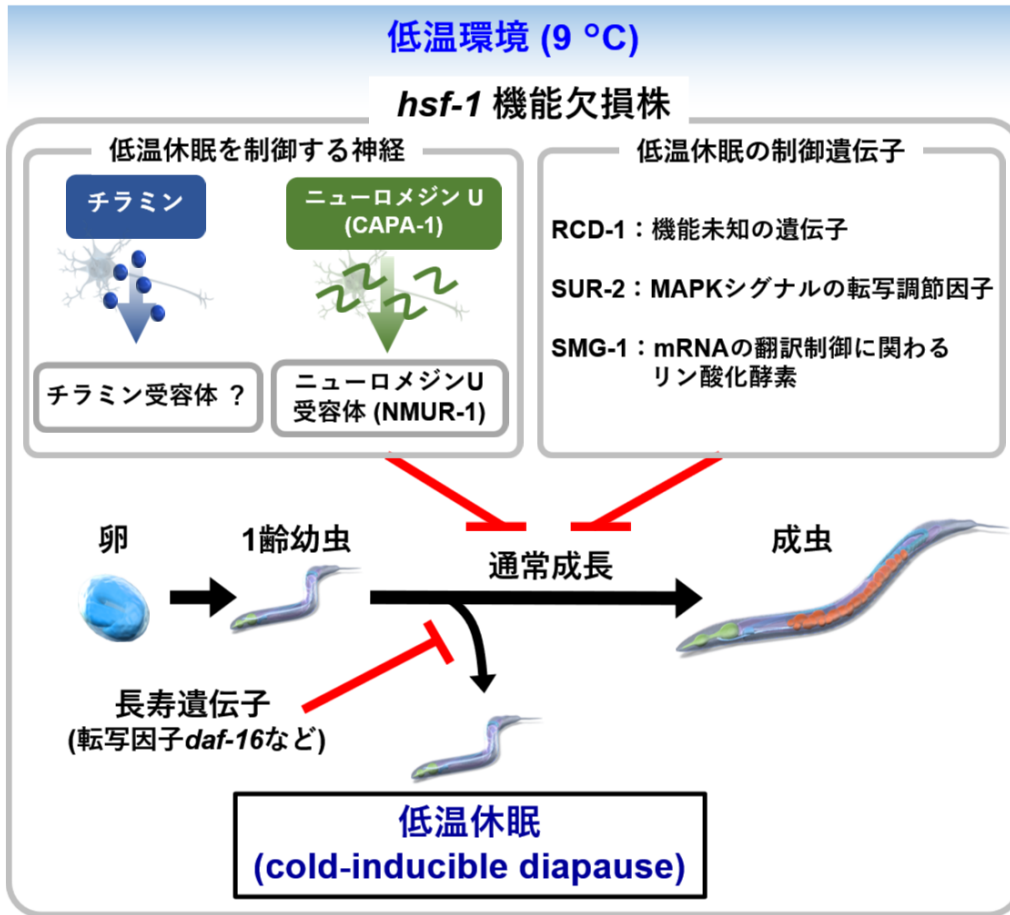 低温環境 (9 °C)
hsf-1 機能欠損株
低温休眠を制御する神経
チラミン
ニューロメジン U
(CAPA-1)
チラミン受容体 ?
ニューロメジンU
受容体 (NMUR-1)
低温休眠の制御遺伝子
RCD-1：機能未知の遺伝子
SUR-2：MAPKシグナルの転写調節因子
SMG-1：mRNAの翻訳制御に関わる
リン酸化酵素
卵
1齢幼虫
通常成長
成虫
長寿遺伝子
(転写因子daf-16など)
低温休眠
(cold-inducible diapause)